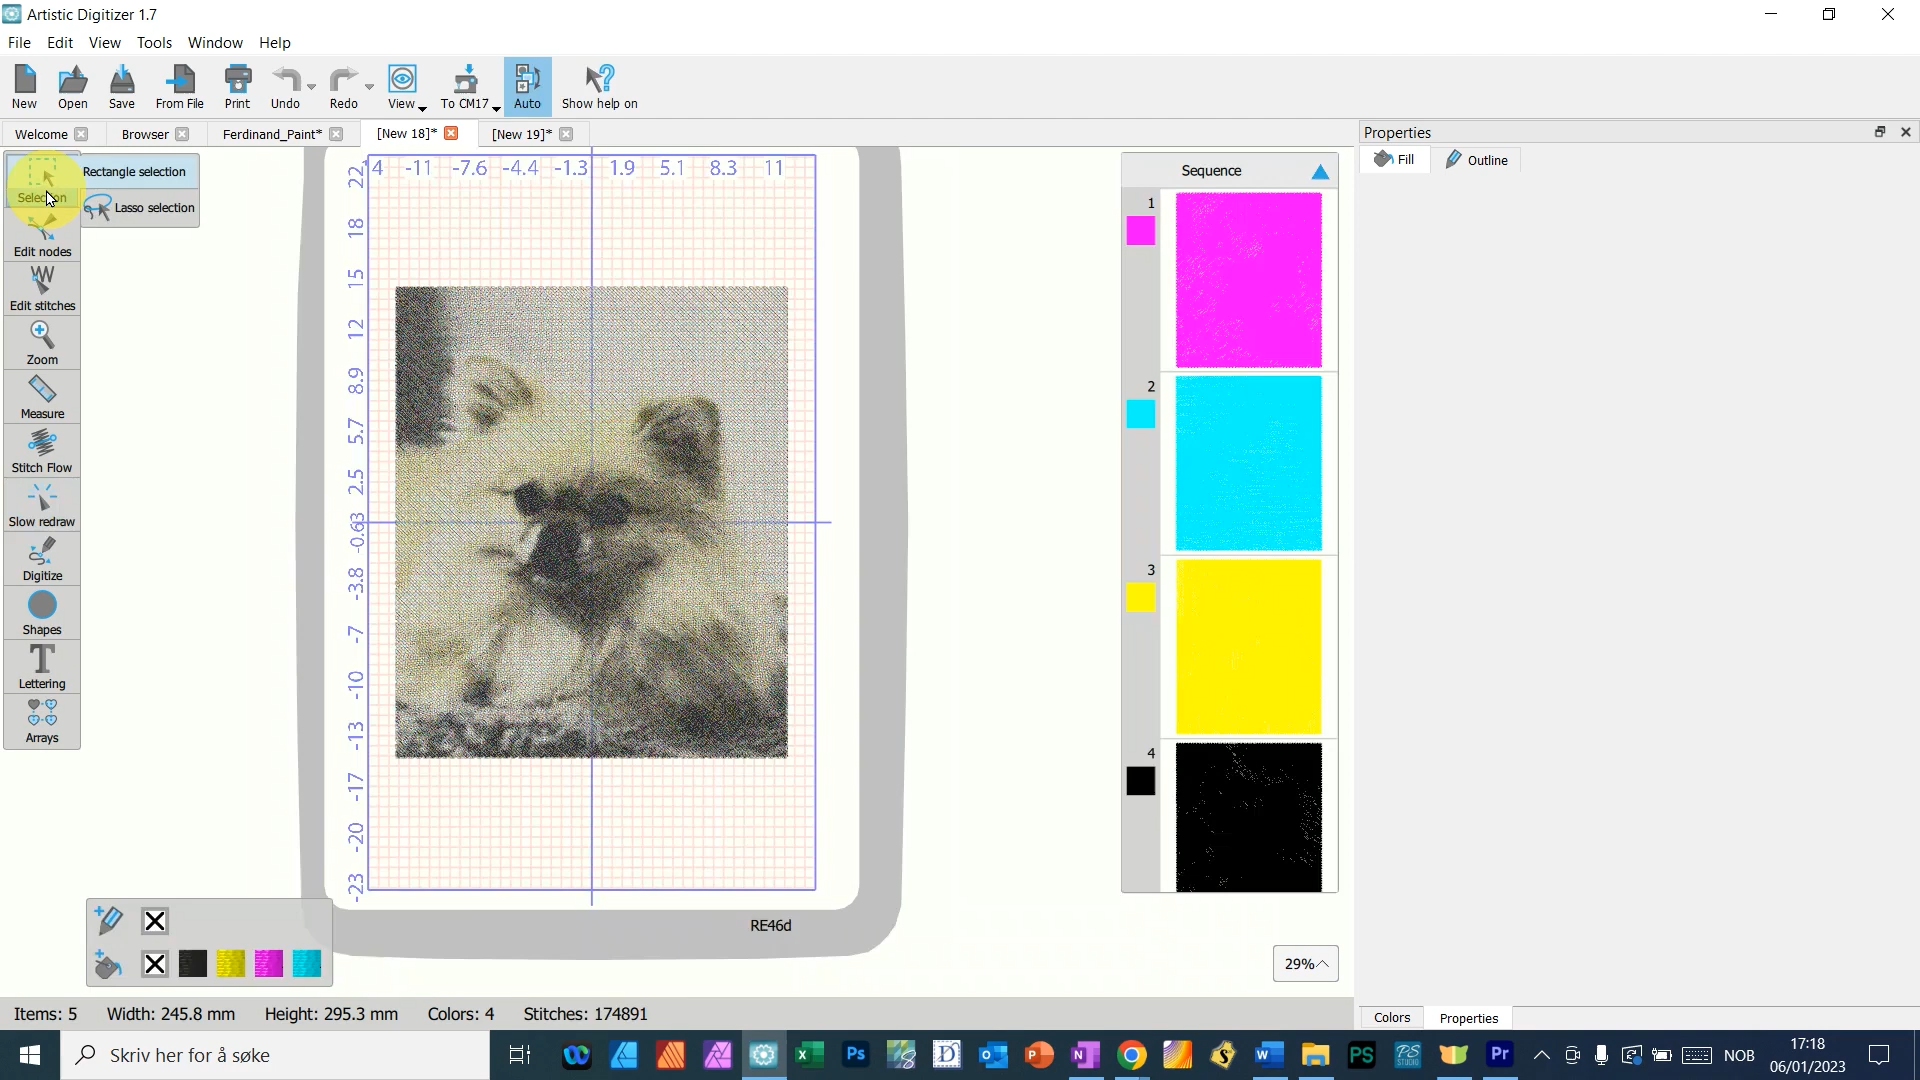 Artistic Digitizer 1.7
File Edit View Tools Window Help
New Open Save From File Print Undo Redo View To CM17 Auto Show help on
Welcome Browser Ferdinand_Paint* [New 18]* [New 19]*
Properties
Fill Outline
Selection
Rectangle selection
Lasso selection
Edit nodes
Edit stitches
Zoom
Measure
Stitch Flow
Slow redraw
Digitize
Shapes
Lettering
Arrays
4 -11 -7.6 -4.4 -1.3 1.9 5.1 8.3 11
22
18
15
12
8.9
5.7
2.5
-0.63
-3.8
-7
-10
-13
-17
-20
-23
RE46d
Sequence
1
2
3
4
29%
Items: 5 Width: 245.8 mm Height: 295.3 mm Colors: 4 Stitches: 174891
Colors Properties
Skriv her for å søke
NOB
17:18
06/01/2023